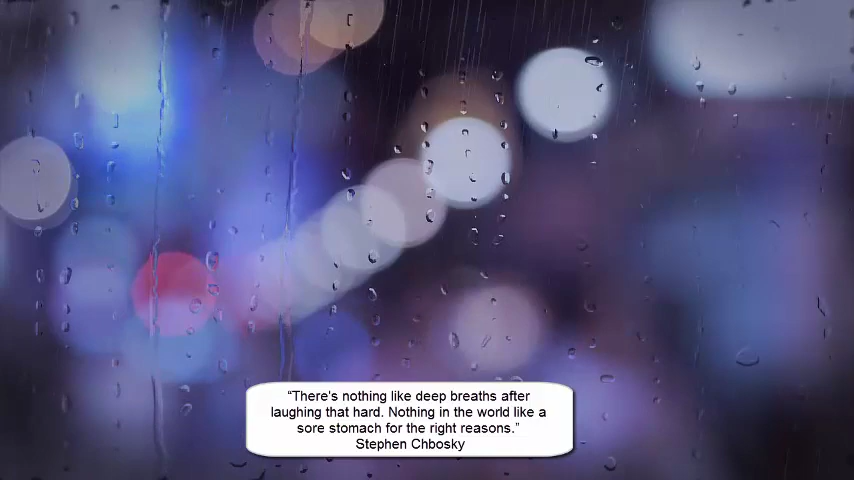 “There's nothing like deep breaths after
laughing that hard. Nothing in the world like a
sore stomach for the right reasons.”
Stephen Chbosky